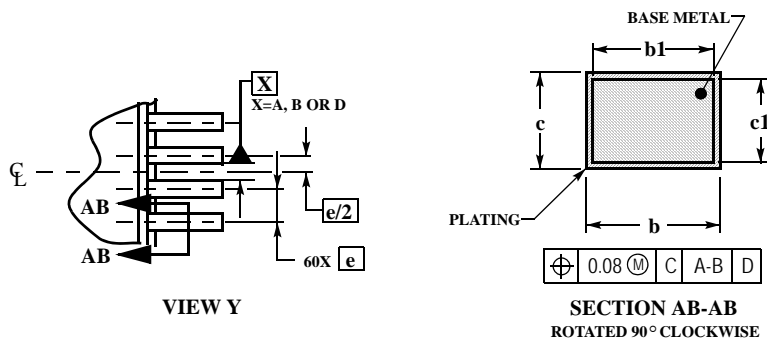 X
X=A, B OR D
℄
AB
AB
e/2
60X e
VIEW Y
BASE METAL
b1
c
c1
PLATING
b
⌖ 0.08 Ⓜ C A-B D
SECTION AB-AB
ROTATED 90° CLOCKWISE